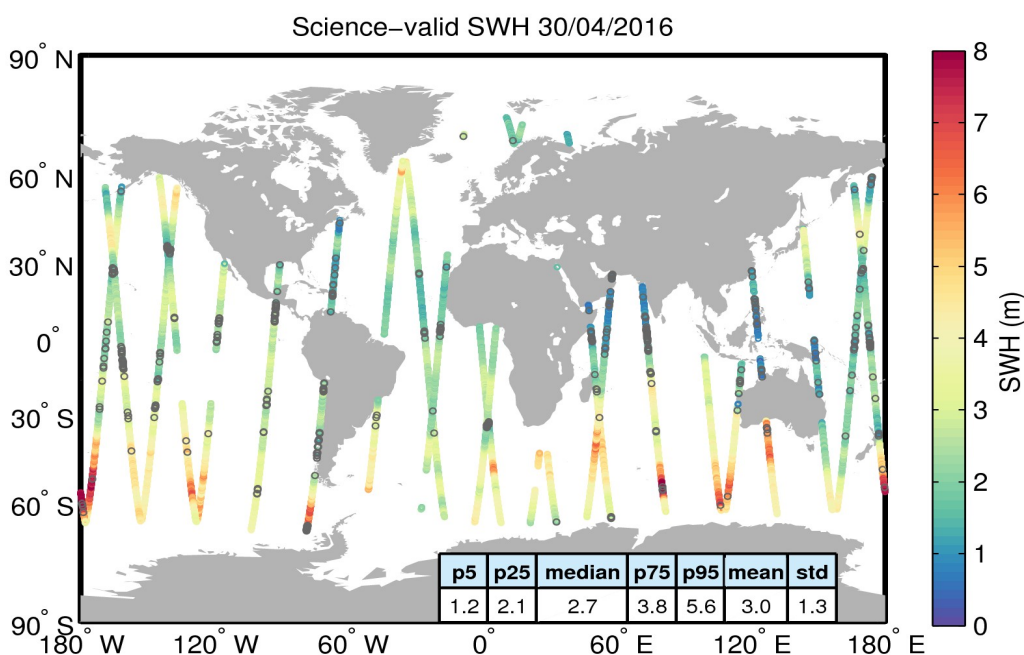 Science−valid SWH 30/04/2016
90° N
60° N
30° N
0°
30° S
60° S
90° S
180° W
120° W
60° W
0°
60° E
120° E
180° E
p5 p25 median p75 p95 mean std
1.2 2.1 2.7 3.8 5.6 3.0 1.3
8
7
6
5
4
3
2
1
0
SWH (m)